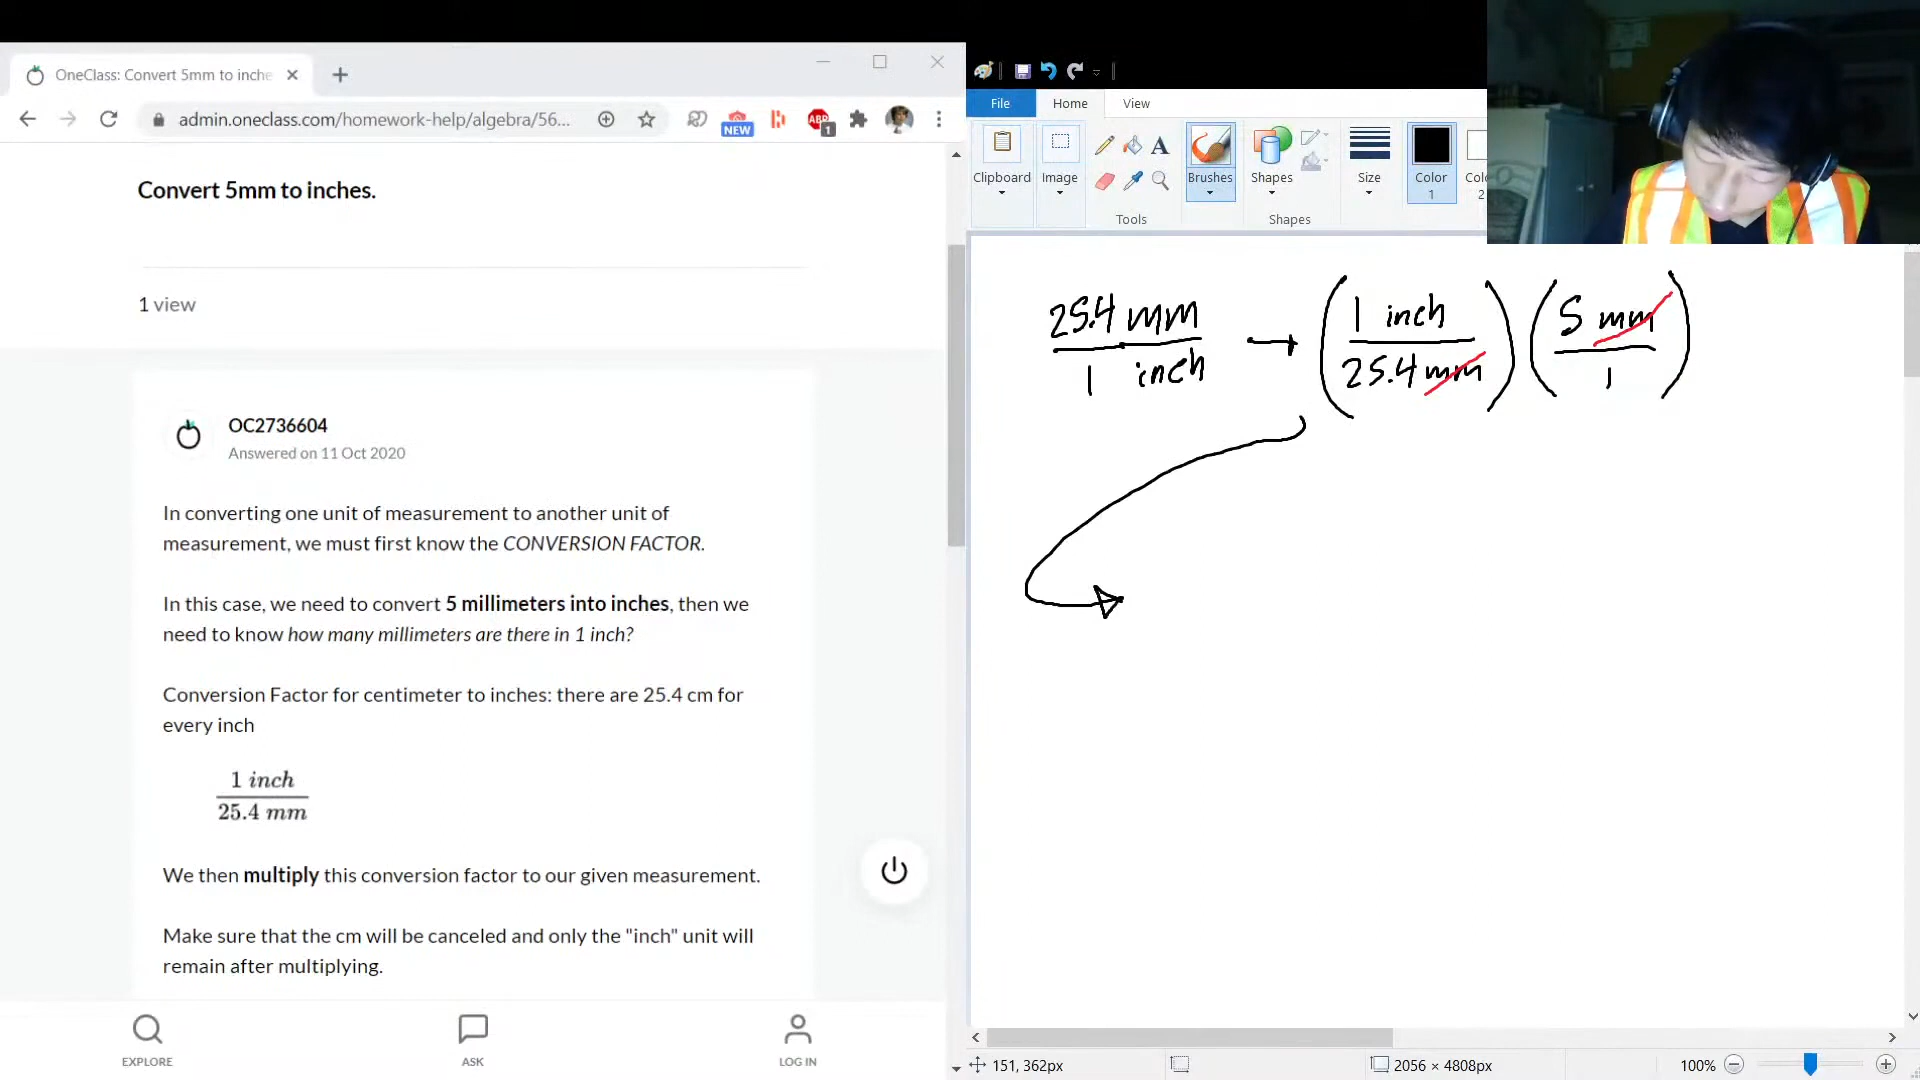 OneClass: Convert 5mm to inche
admin.oneclass.com/homework-help/algebra/56...
NEW
ABP
1
Convert 5mm to inches.
1 view
OC2736604
Answered on 11 Oct 2020
In converting one unit of measurement to another unit of
measurement, we must first know the CONVERSION FACTOR.
In this case, we need to convert 5 millimeters into inches, then we
need to know how many millimeters are there in 1 inch?
Conversion Factor for centimeter to inches: there are 25.4 cm for
every inch
1 inch
25.4 mm
We then multiply this conversion factor to our given measurement.
Make sure that the cm will be canceled and only the "inch" unit will
remain after multiplying.
EXPLORE
ASK
LOG IN
File
Home
View
Clipboard
Image
Tools
Brushes
Shapes
Shapes
Size
Color
1
Colo
2
25.4 mm
1 inch
→
(1 inch
25.4 mm)
(5 mm
1)
151, 362px
2056 × 4808px
100%